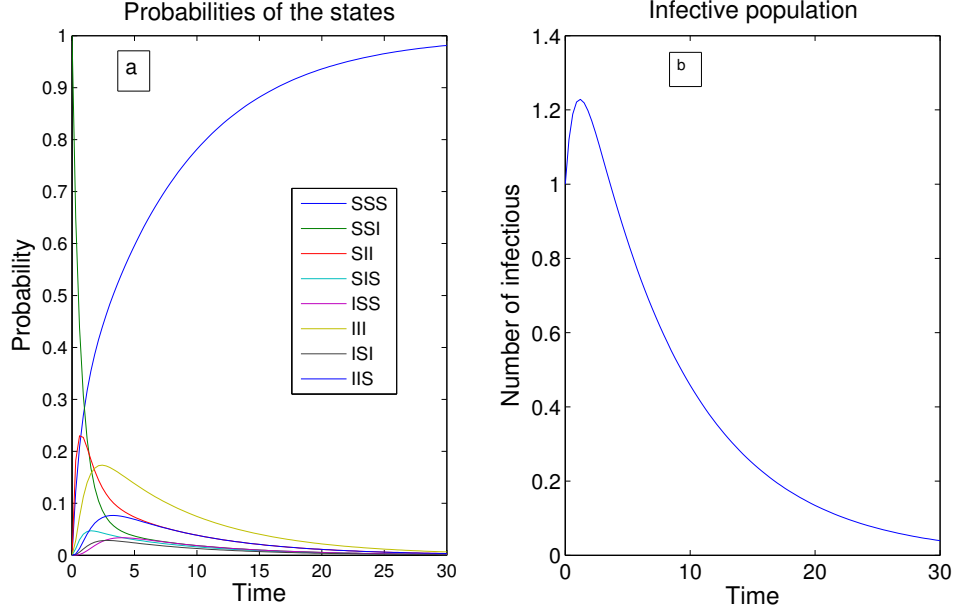 Probabilities of the states
1
0.9
0.8
0.7
0.6
0.5
0.4
0.3
0.2
0.1
0
0
5
10
15
20
25
30
Probability
Time
a
SSS
SSI
SII
SIS
ISS
III
ISI
IIS
Infective population
1.4
1.2
1
0.8
0.6
0.4
0.2
0
0
10
20
30
Number of infectious
Time
b